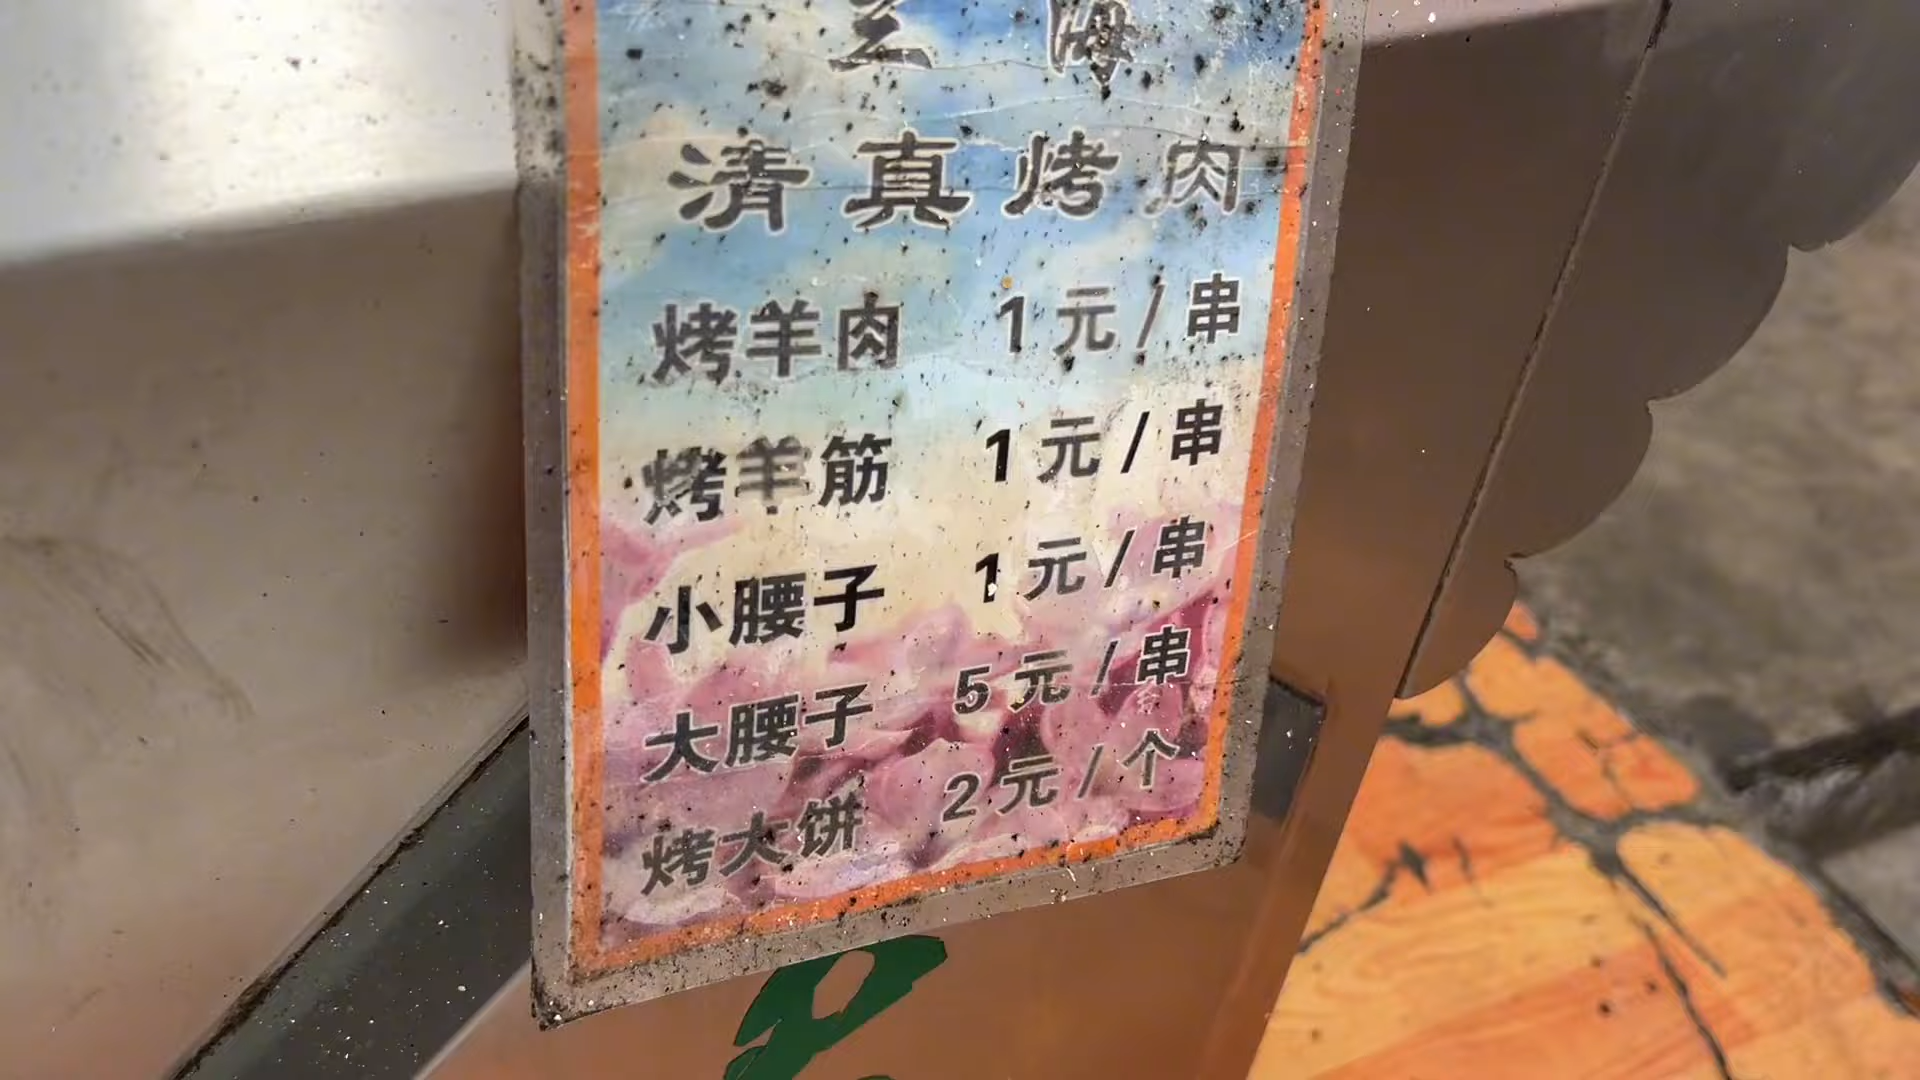 海
清真烤肉
烤羊肉 1元/串
烤羊筋 1元/串
小腰子 1元/串
大腰子 5元/串
烤大饼 2元/个